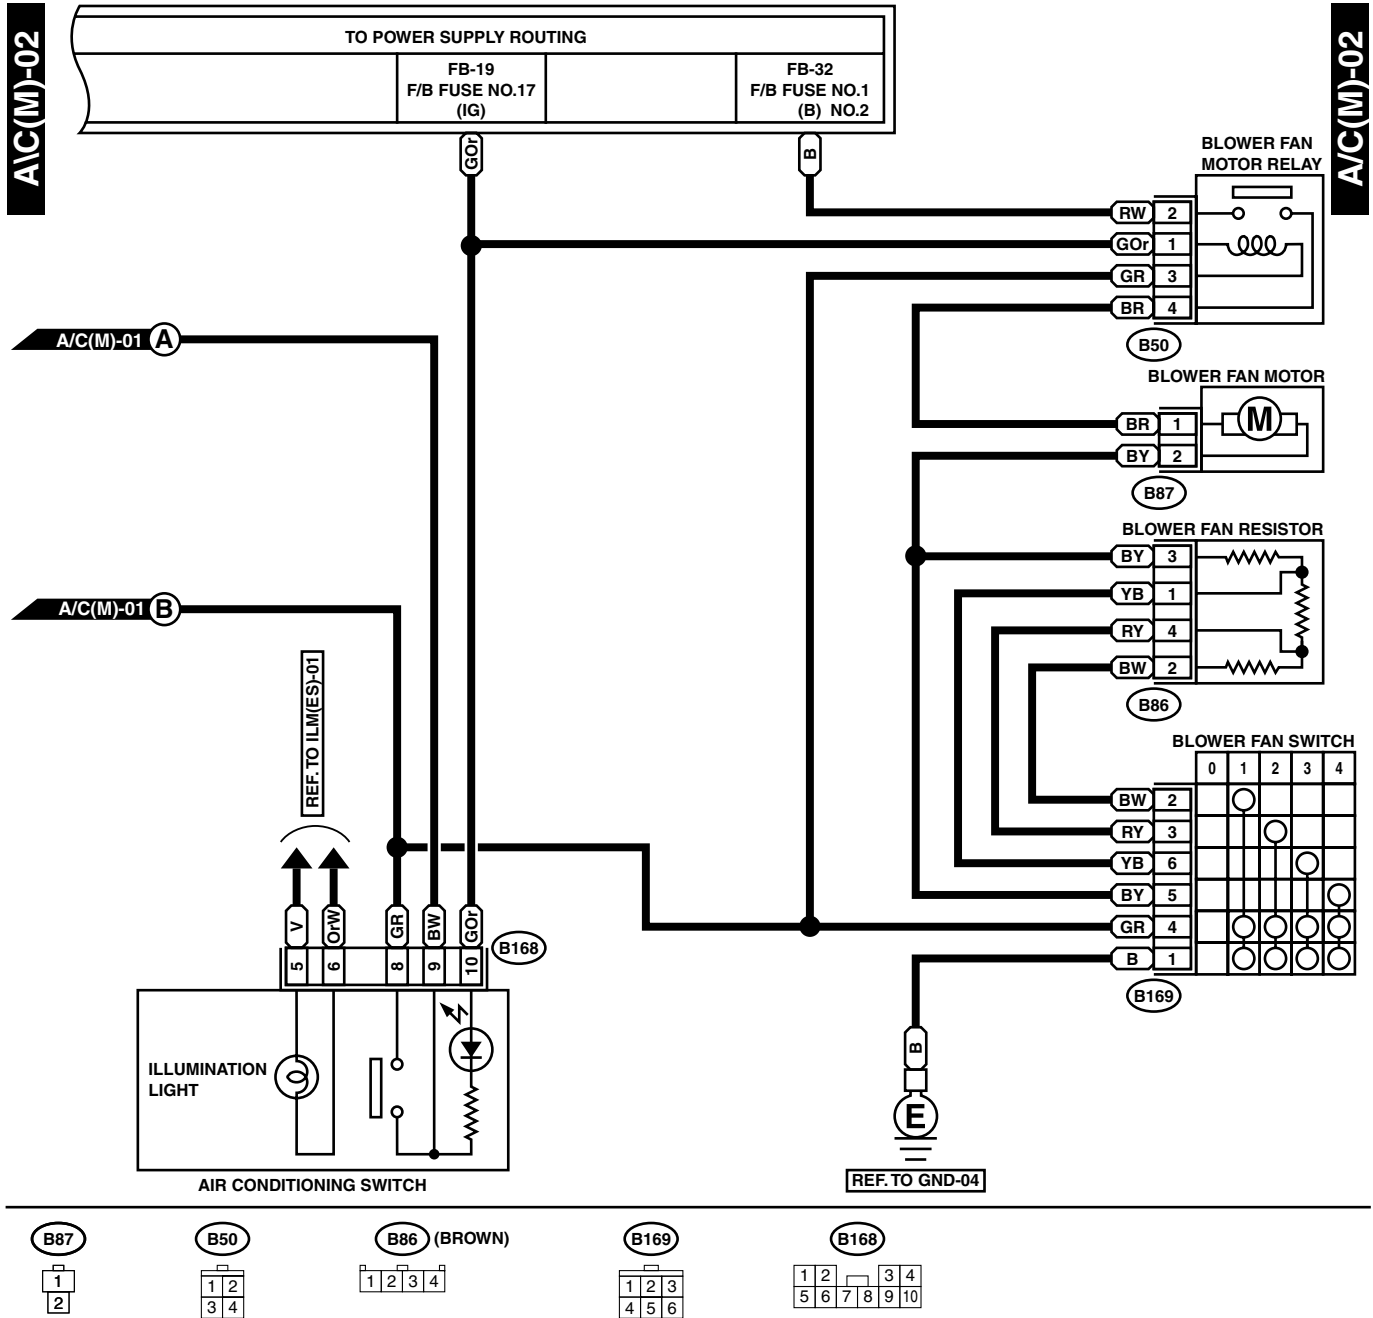 A\C(M)-02
A/C(M)-02
TO POWER SUPPLY ROUTING
FB-19
F/B FUSE NO.17
(IG)
FB-32
F/B FUSE NO.1
(B) NO.2
GOr
B
BLOWER FAN
MOTOR RELAY
RW 2
GOr 1
GR 3
BR 4
B50
A/C(M)-01 A
BLOWER FAN MOTOR
M
BR 1
BY 2
B87
BLOWER FAN RESISTOR
BY 3
YB 1
RY 4
BW 2
B86
A/C(M)-01 B
REF. TO ILM(ES)-01
BLOWER FAN SWITCH
0 1 2 3 4
BW 2
RY 3
YB 6
BY 5
GR 4
B 1
B169
V OrW GR BW GOr
5 6 8 9 10
B168
B
E
REF. TO GND-04
ILLUMINATION
LIGHT
AIR CONDITIONING SWITCH
B87
1
2
B50
1 2
3 4
B86 (BROWN)
1 2 3 4
B169
1 2 3
4 5 6
B168
1 2 3 4
5 6 7 8 9 10